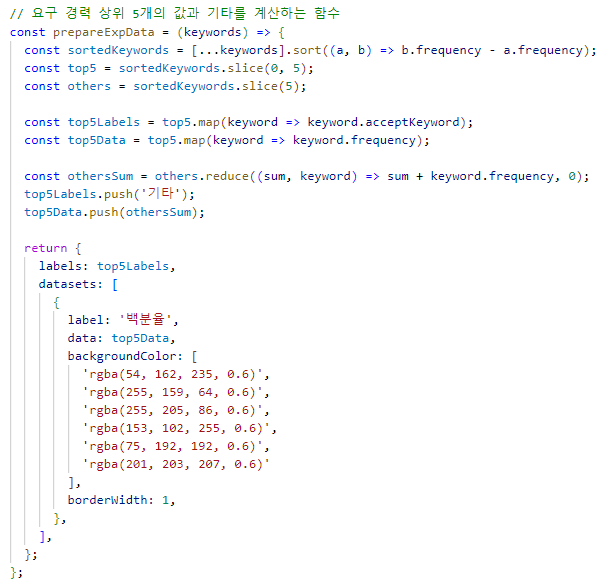 // 요구 경력 상위 5개의 값과 기타를 계산하는 함수
const prepareExpData = (keywords) => {
  const sortedKeywords = [...keywords].sort((a, b) => b.frequency - a.frequency);
  const top5 = sortedKeywords.slice(0, 5);
  const others = sortedKeywords.slice(5);

  const top5Labels = top5.map(keyword => keyword.acceptKeyword);
  const top5Data = top5.map(keyword => keyword.frequency);

  const othersSum = others.reduce((sum, keyword) => sum + keyword.frequency, 0);
  top5Labels.push('기타');
  top5Data.push(othersSum);

  return {
    labels: top5Labels,
    datasets: [
      {
        label: '백분율',
        data: top5Data,
        backgroundColor: [
          'rgba(54, 162, 235, 0.6)',
          'rgba(255, 159, 64, 0.6)',
          'rgba(255, 205, 86, 0.6)',
          'rgba(153, 102, 255, 0.6)',
          'rgba(75, 192, 192, 0.6)',
          'rgba(201, 203, 207, 0.6)'
        ],
        borderWidth: 1,
      },
    ],
  };
};